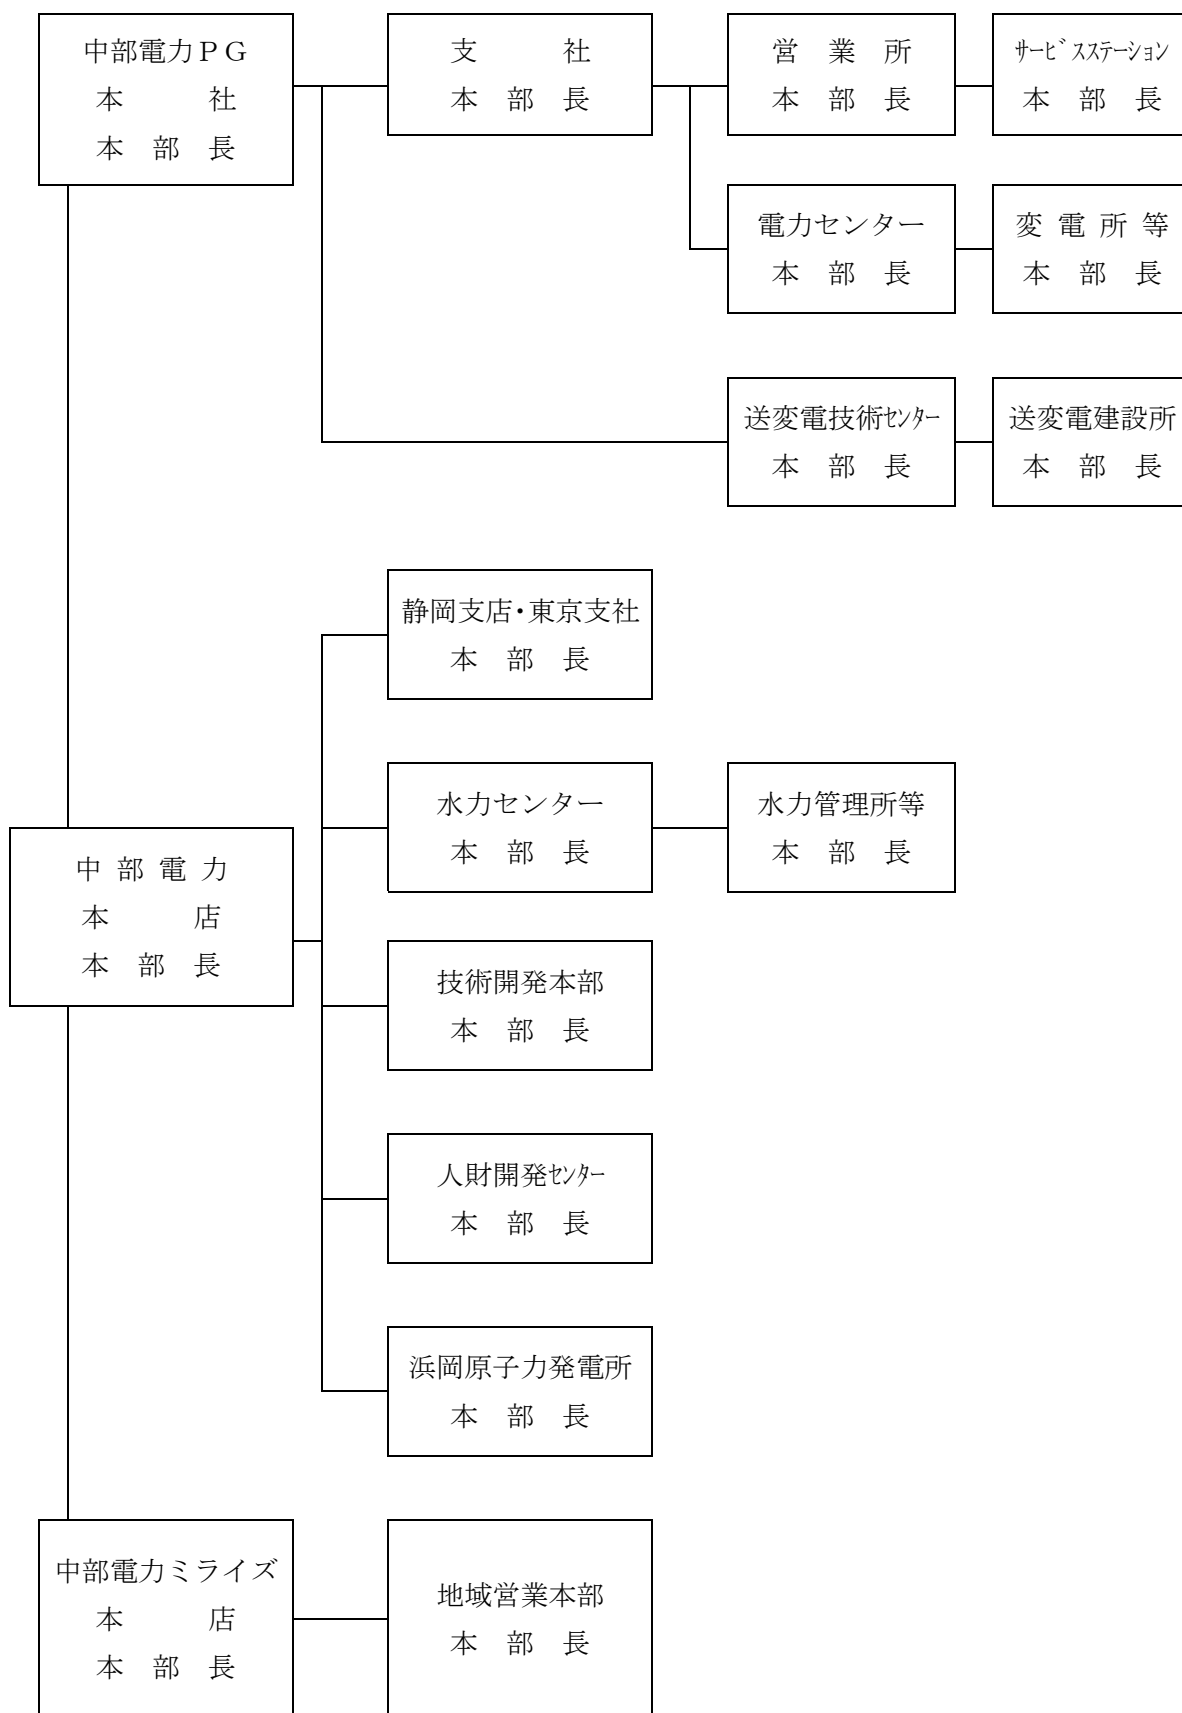 中部電力PG
本社
本部長
支社
本部長
営業所
本部長
サービスステーション
本部長
電力センター
本部長
変電所等
本部長
送変電技術センター
本部長
送変電建設所
本部長
静岡支店・東京支社
本部長
水力センター
本部長
水力管理所等
本部長
中部電力
本店
本部長
技術開発本部
本部長
人財開発センター
本部長
浜岡原子力発電所
本部長
中部電力ミライズ
本店
本部長
地域営業本部
本部長